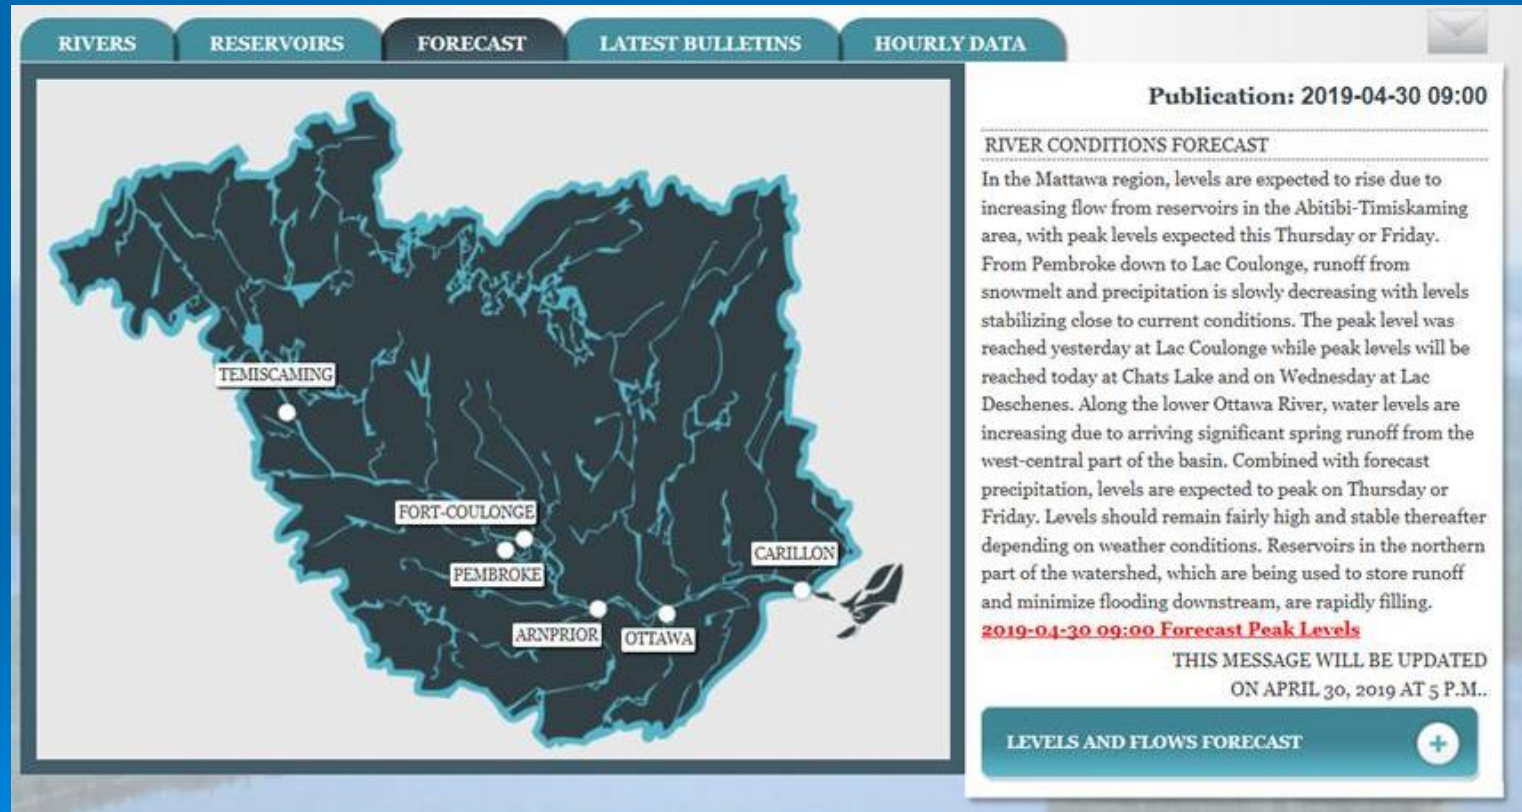 RIVERS
RESERVOIRS
FORECAST
LATEST BULLETINS
HOURLY DATA
TEMISCAMING
FORT-COULONGE
PEMBROKE
ARNPRIOR
OTTAWA
CARILLON
Publication: 2019-04-30 09:00
RIVER CONDITIONS FORECAST
In the Mattawa region, levels are expected to rise due to
increasing flow from reservoirs in the Abitibi-Timiskaming
area, with peak levels expected this Thursday or Friday.
From Pembroke down to Lac Coulonge, runoff from
snowmelt and precipitation is slowly decreasing with levels
stabilizing close to current conditions. The peak level was
reached yesterday at Lac Coulonge while peak levels will be
reached today at Chats Lake and on Wednesday at Lac
Deschenes. Along the lower Ottawa River, water levels are
increasing due to arriving significant spring runoff from the
west-central part of the basin. Combined with forecast
precipitation, levels are expected to peak on Thursday or
Friday. Levels should remain fairly high and stable thereafter
depending on weather conditions. Reservoirs in the northern
part of the watershed, which are being used to store runoff
and minimize flooding downstream, are rapidly filling.
2019-04-30 09:00 Forecast Peak Levels
THIS MESSAGE WILL BE UPDATED
ON APRIL 30, 2019 AT 5 P.M..
LEVELS AND FLOWS FORECAST